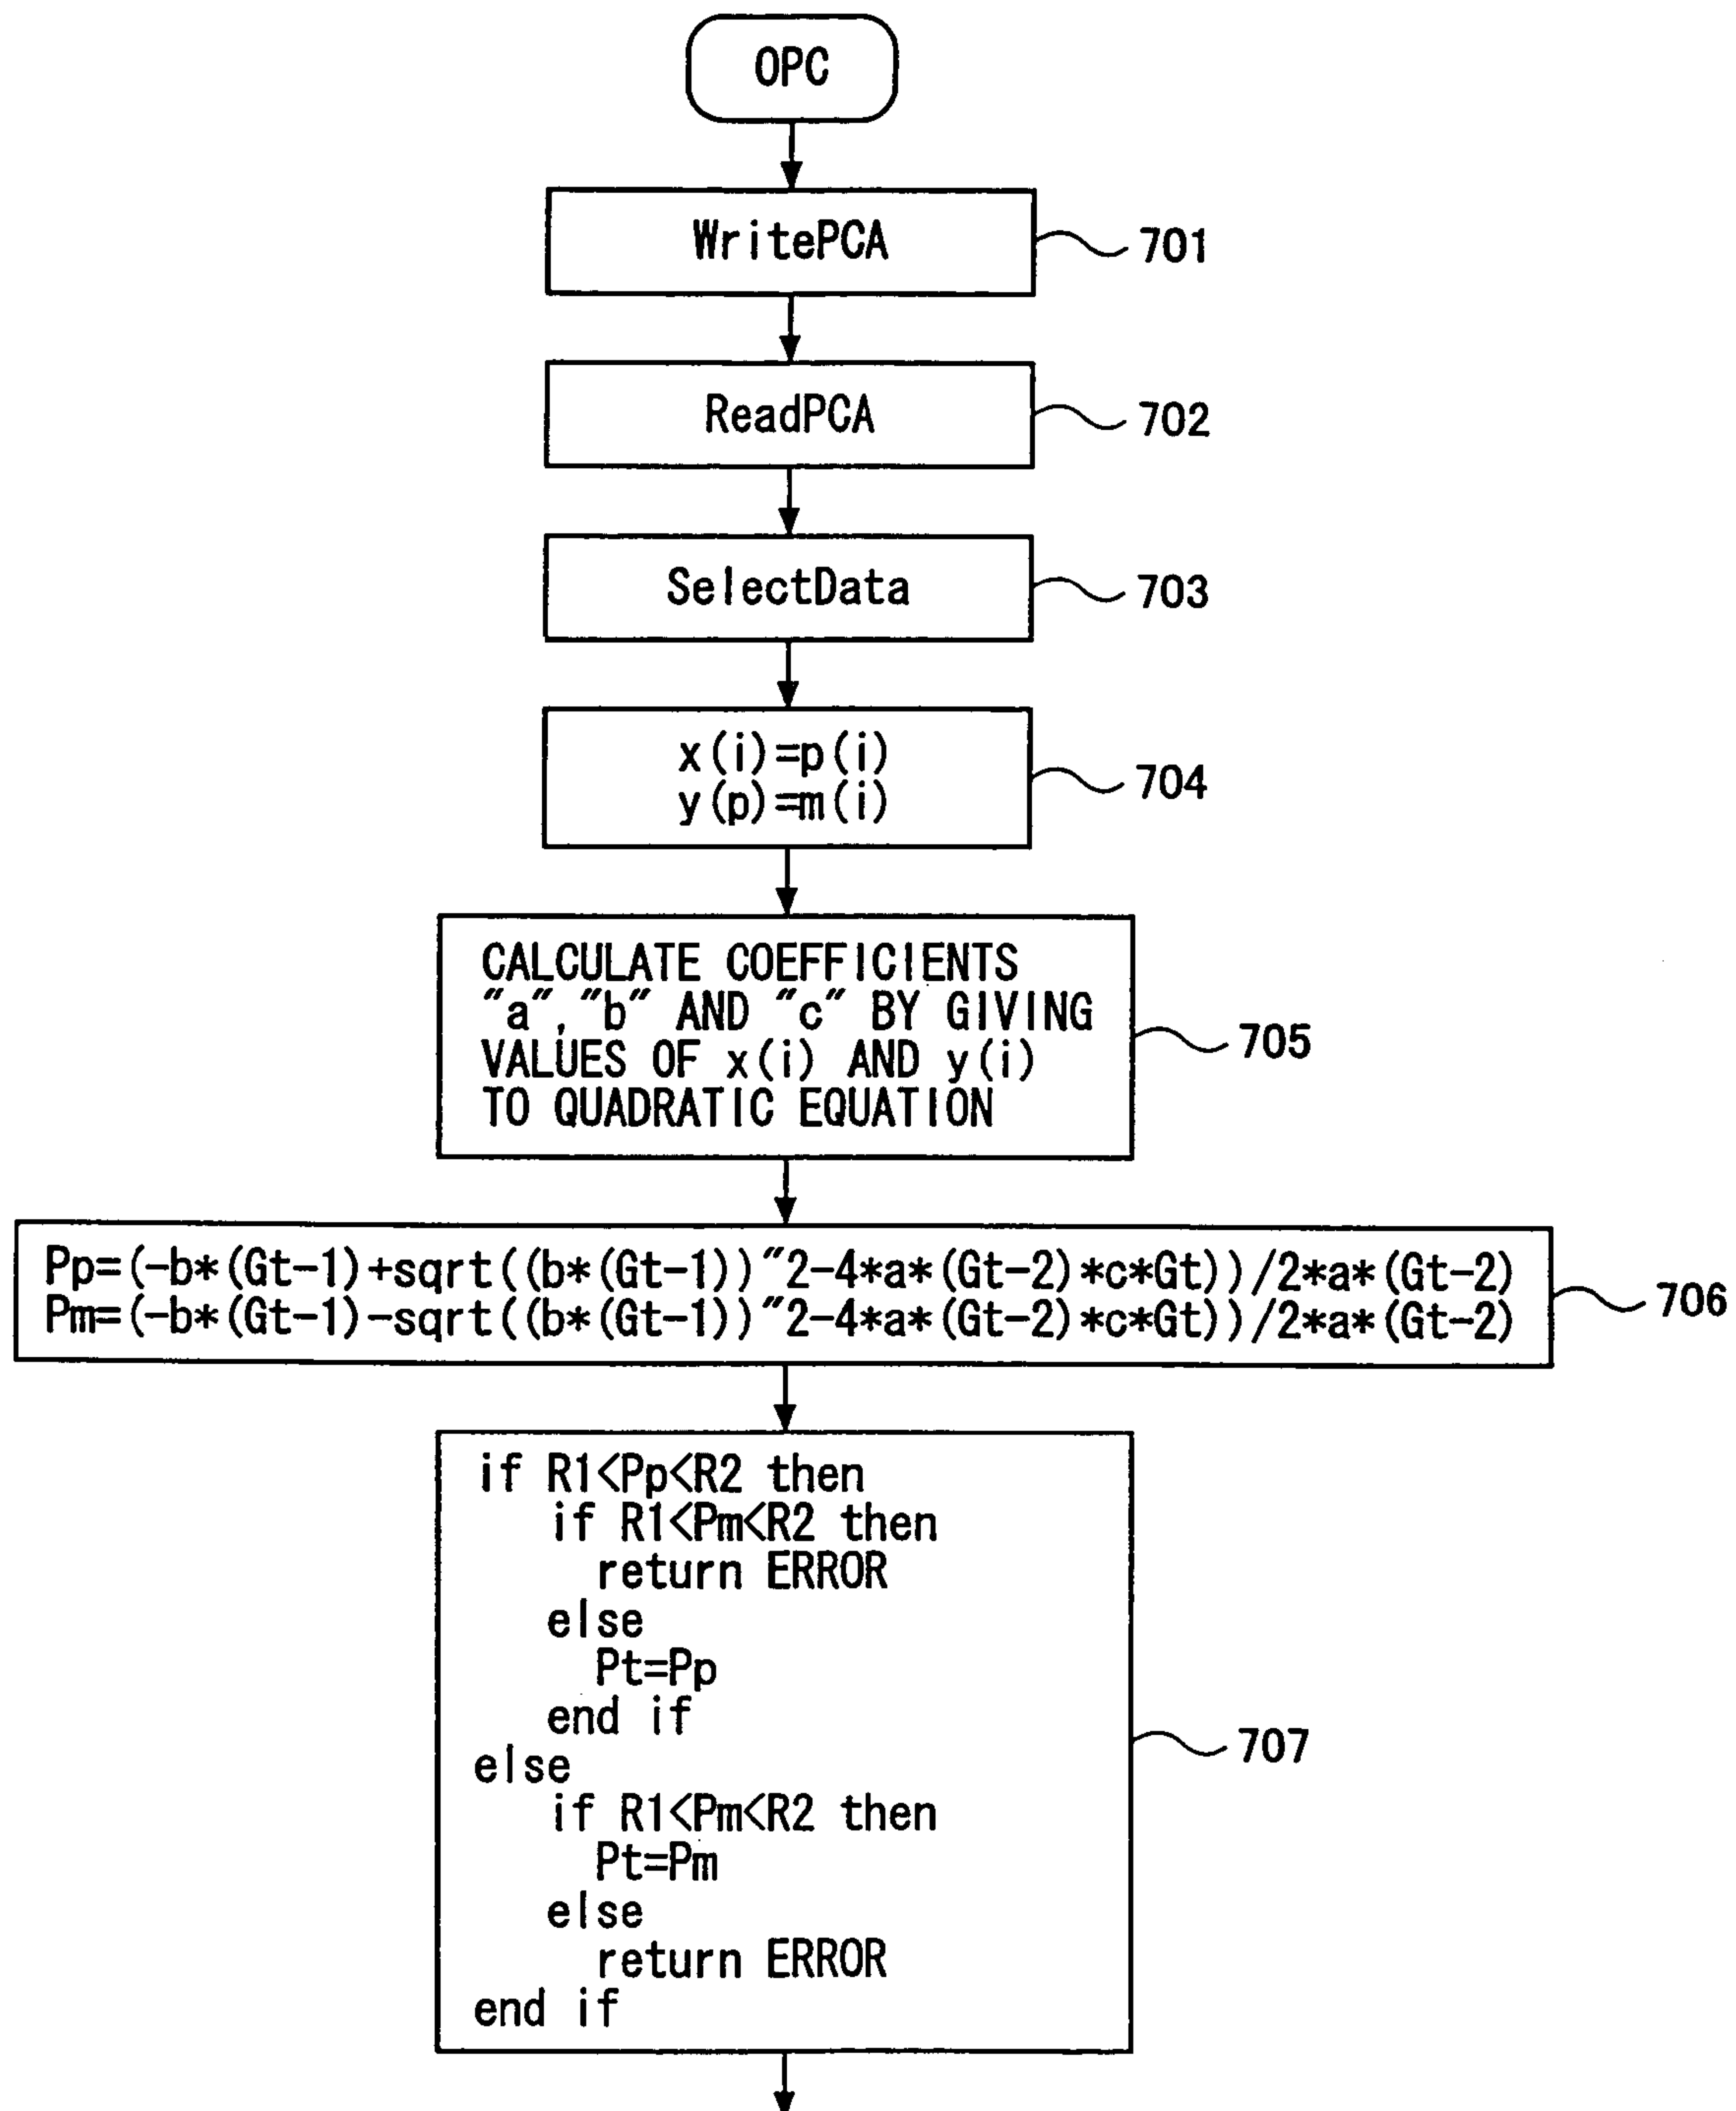 OPC
WritePCA
701
ReadPCA
702
SelectData
703
x(i)=p(i)
y(p)=m(i)
704
CALCULATE COEFFICIENTS
"a","b" AND "c" BY GIVING
VALUES OF x(i) AND y(i)
TO QUADRATIC EQUATION
705
Pp=(-b*(Gt-1)+sqrt((b*(Gt-1))"2-4*a*(Gt-2)*c*Gt))/2*a*(Gt-2)
Pm=(-b*(Gt-1)-sqrt((b*(Gt-1))"2-4*a*(Gt-2)*c*Gt))/2*a*(Gt-2)
706
if R1<Pp<R2 then
if R1<Pm<R2 then
return ERROR
else
Pt=Pp
end if
else
if R1<Pm<R2 then
Pt=Pm
else
return ERROR
end if
707